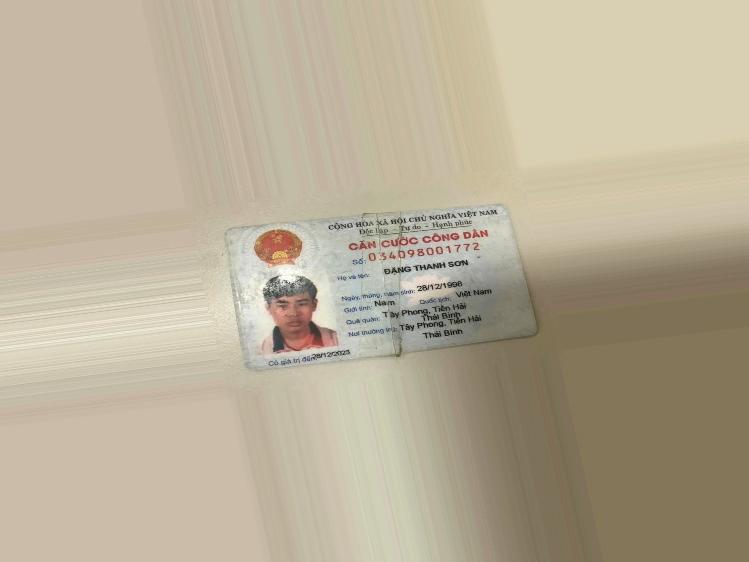 CỘNG HÒA XÃ HỘI CHỦ NGHĨA VIỆT NAM
Độc lập - Tự do - Hạnh phúc
CĂN CƯỚC CÔNG DÂN
Số: 034098001772
Họ và tên:
ĐẶNG THANH SƠN
Ngày, tháng, năm sinh: 28/12/1998
Giới tính: Nam Quốc tịch: Việt Nam
Quê quán: Tây Phong, Tiền Hải
Thái Bình
Nơi thường trú: Tây Phong, Tiền Hải
Thái Bình
Có giá trị đến: 28/12/2023